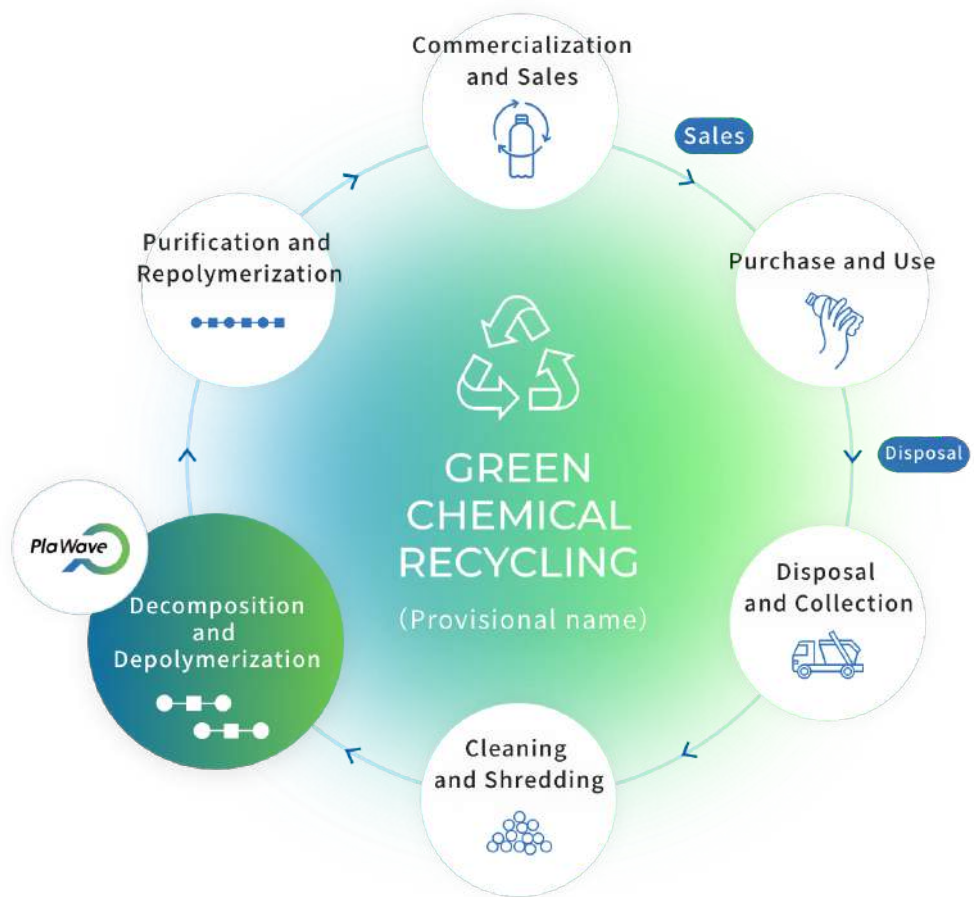 Commercialization
and Sales
Sales
Purification and
Repolymerization
Purchase and Use
GREEN
CHEMICAL
RECYCLING
(Provisional name)
Disposal
PlaWave
Decomposition
and
Depolymerization
Disposal
and Collection
Cleaning
and Shredding